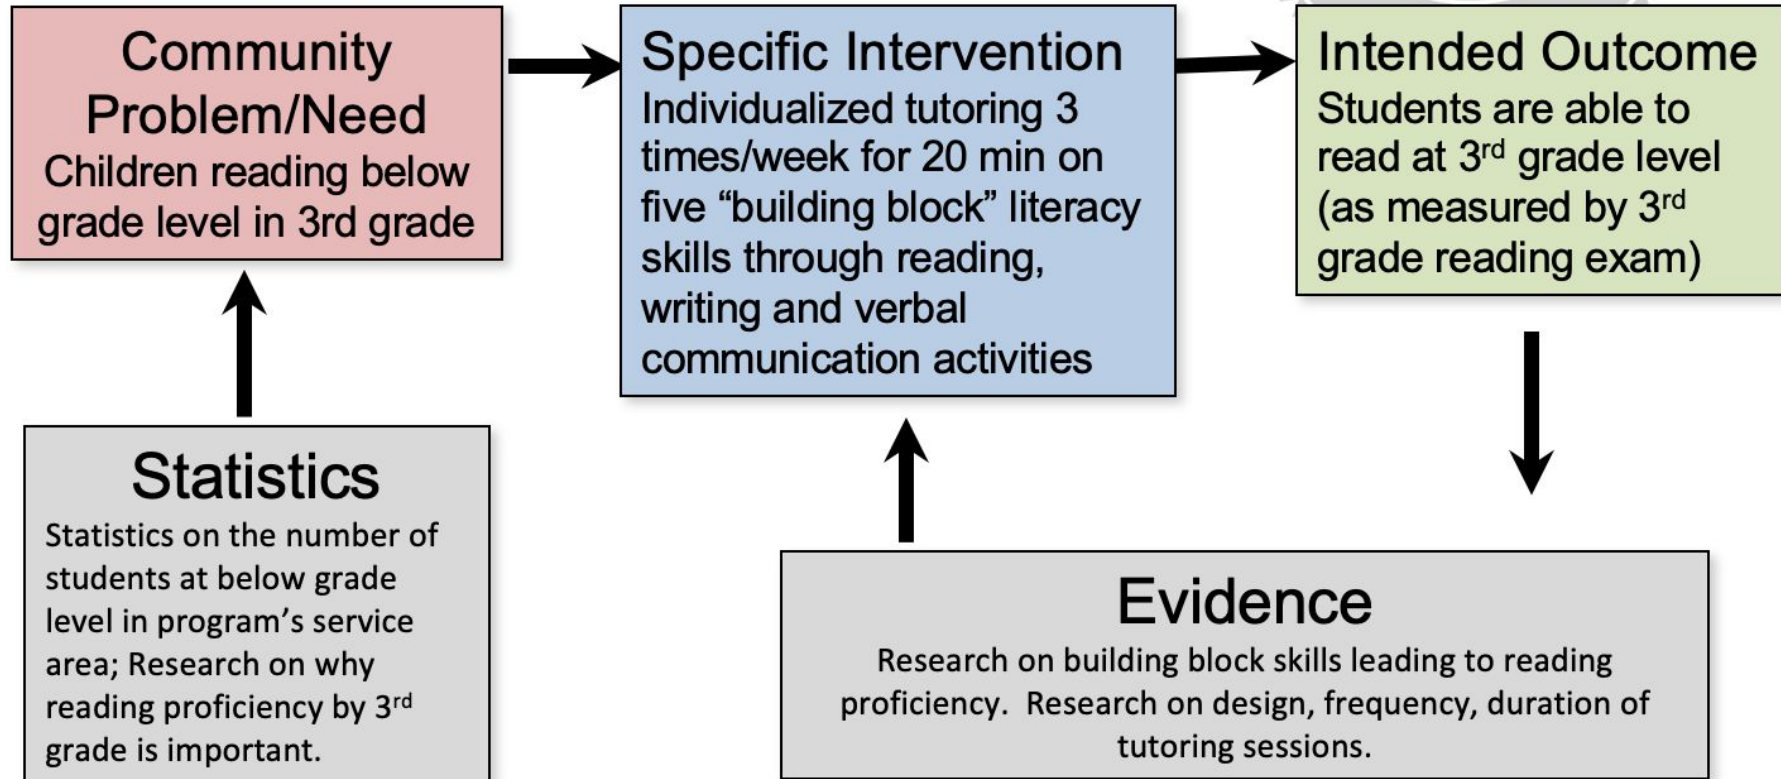 Community
Problem/Need
Children reading below
grade level in 3rd grade
Specific Intervention
Individualized tutoring 3
times/week for 20 min on
five “building block” literacy
skills through reading,
writing and verbal
communication activities
Intended Outcome
Students are able to
read at 3rd grade level
(as measured by 3rd
grade reading exam)
Statistics
Statistics on the number of
students at below grade
level in program’s service
area; Research on why
reading proficiency by 3rd
grade is important.
Evidence
Research on building block skills leading to reading
proficiency. Research on design, frequency, duration of
tutoring sessions.